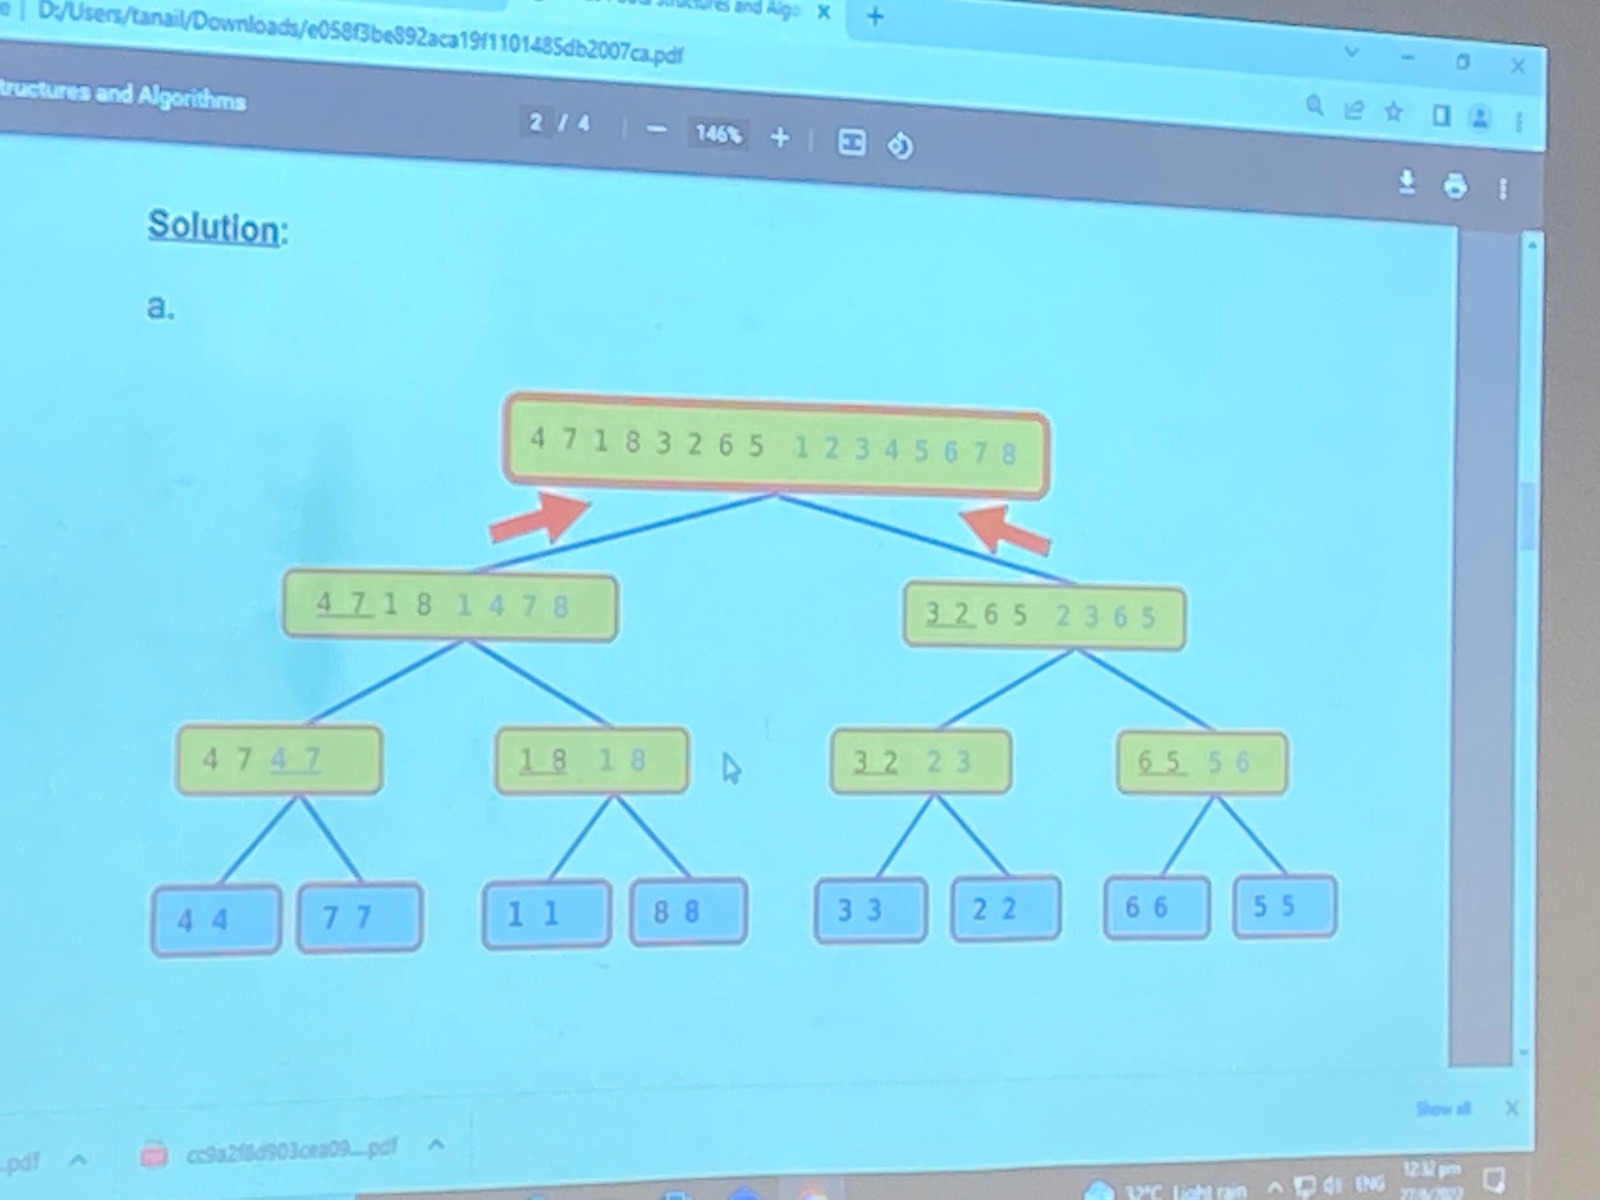 D:/Users/tanail/Downloads/e058f3be892aca19f1101485db2007ca.pdf
structures and Algo
tructures and Algorithms
2 / 4
146%
Solution:
a.
4 7 1 8 3 2 6 5 1 2 3 4 5 6 7 8
4 7 1 8 1 4 7 8
3 2 6 5 2 3 6 5
4 7 4 7
1 8 1 8
3 2 2 3
6 5 5 6
4 4
7 7
1 1
8 8
3 3
2 2
6 6
5 5
Show all
.pdf
cc9a2f8d903cea09....pdf
32°C Light rain
ENG
12:32 pm